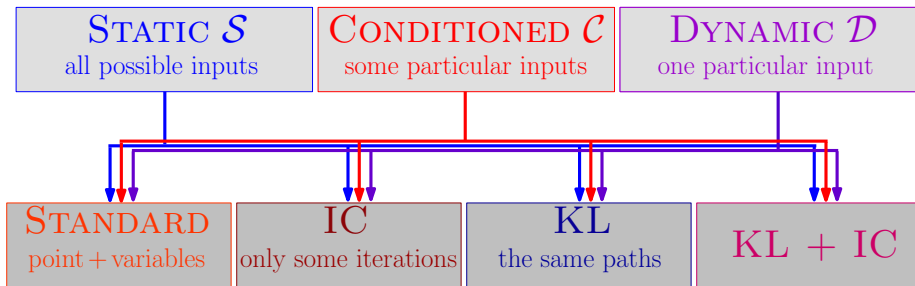 STATIC 𝒮
all possible inputs
CONDITIONED 𝒞
some particular inputs
DYNAMIC 𝒟
one particular input
STANDARD
point + variables
IC
only some iterations
KL
the same paths
KL + IC